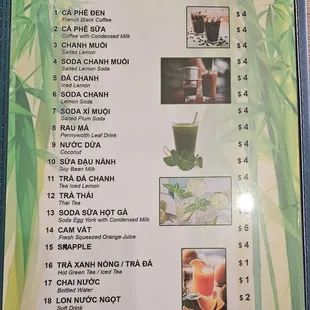 1 CÀ PHÊ ĐEN $ 4
French Black Coffee
2 CÀ PHÊ SỮA $ 4
Coffee with Condensed Milk
3 CHANH MUỐI $ 4
Salted Lemon
4 SODA CHANH MUỐI $ 4
Salted Lemon Soda
5 ĐÁ CHANH $ 4
Iced Lemon
6 SODA CHANH $ 4
Lemon Soda
7 SODA XÍ MUỘI $ 4
Salted Plum Soda
8 RAU MÁ $ 4
Pennywotth Leaf Drink
9 NƯỚC DỪA $ 4
Coconut
10 SỮA ĐẬU NÀNH $ 4
Soy Bean Milk
11 TRÀ ĐÁ CHANH $ 4
Tea Iced Lemon
12 TRÀ THÁI $ 4
Thai Tea
13 SODA SỮA HỘT GÀ $
Soda Egg York with Condensed Milk
14 CAM VẮT
Fresh Squeezed Orange Juice
15 SNAPPLE $
16 TRÀ XANH NÓNG / TRÀ ĐÁ $ 1
Hot Green Tea / Iced Tea
17 CHAI NƯỚC $ 1
Bottled Water
18 LON NƯỚC NGỌT $ 2
Soft Drink